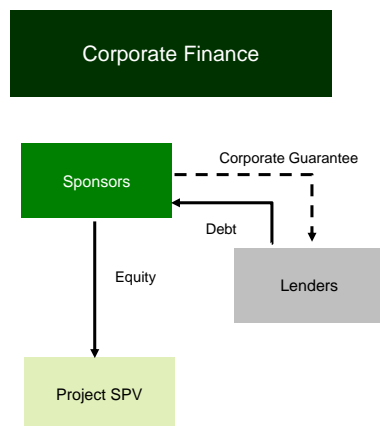 Corporate Finance
Corporate Guarantee
Sponsors
Debt
Equity
Lenders
Project SPV